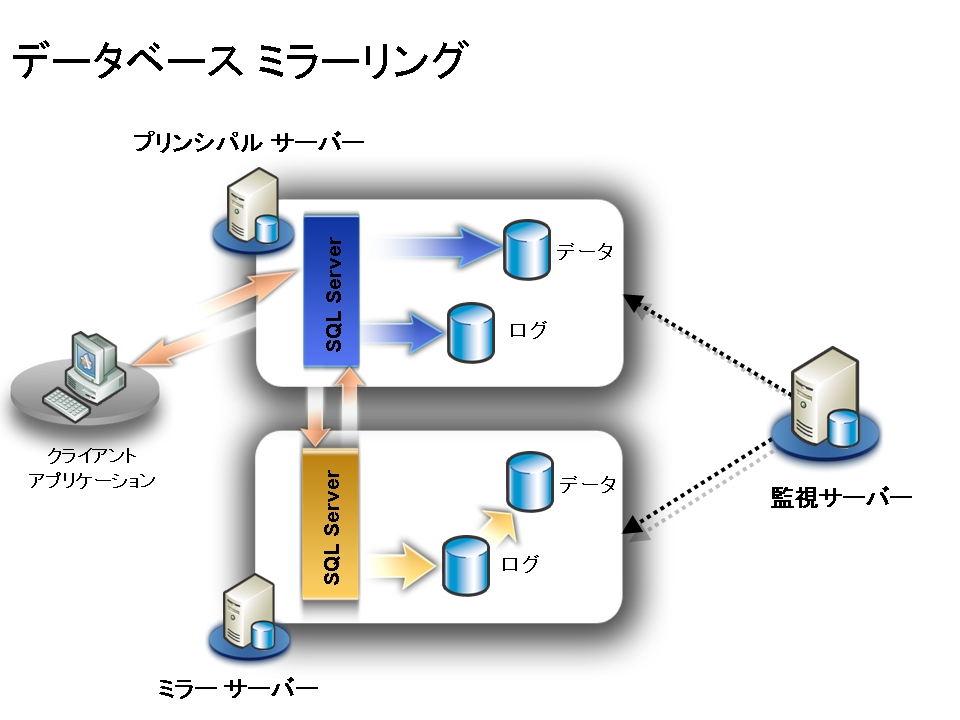 データベース ミラーリング
プリンシパル サーバー
SQL Server
データ
ログ
クライアント
アプリケーション
SQL Server
データ
ログ
監視サーバー
ミラー サーバー